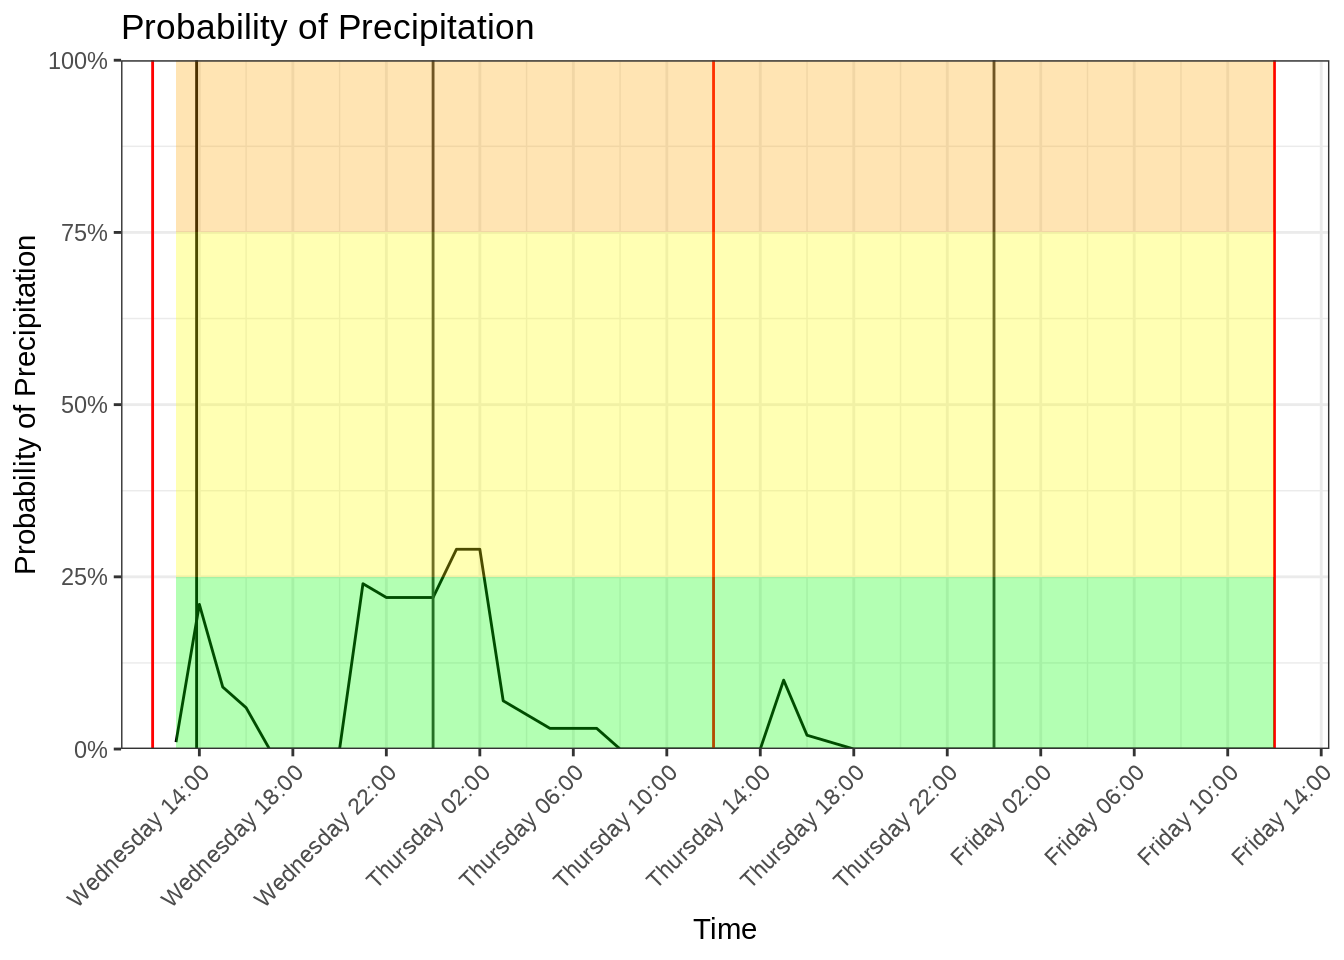 Probability of Precipitation
Probability of Precipitation
100%
75%
50%
25%
0%
Wednesday 14:00
Wednesday 18:00
Wednesday 22:00
Thursday 02:00
Thursday 06:00
Thursday 10:00
Thursday 14:00
Thursday 18:00
Thursday 22:00
Friday 02:00
Friday 06:00
Friday 10:00
Friday 14:00
Time